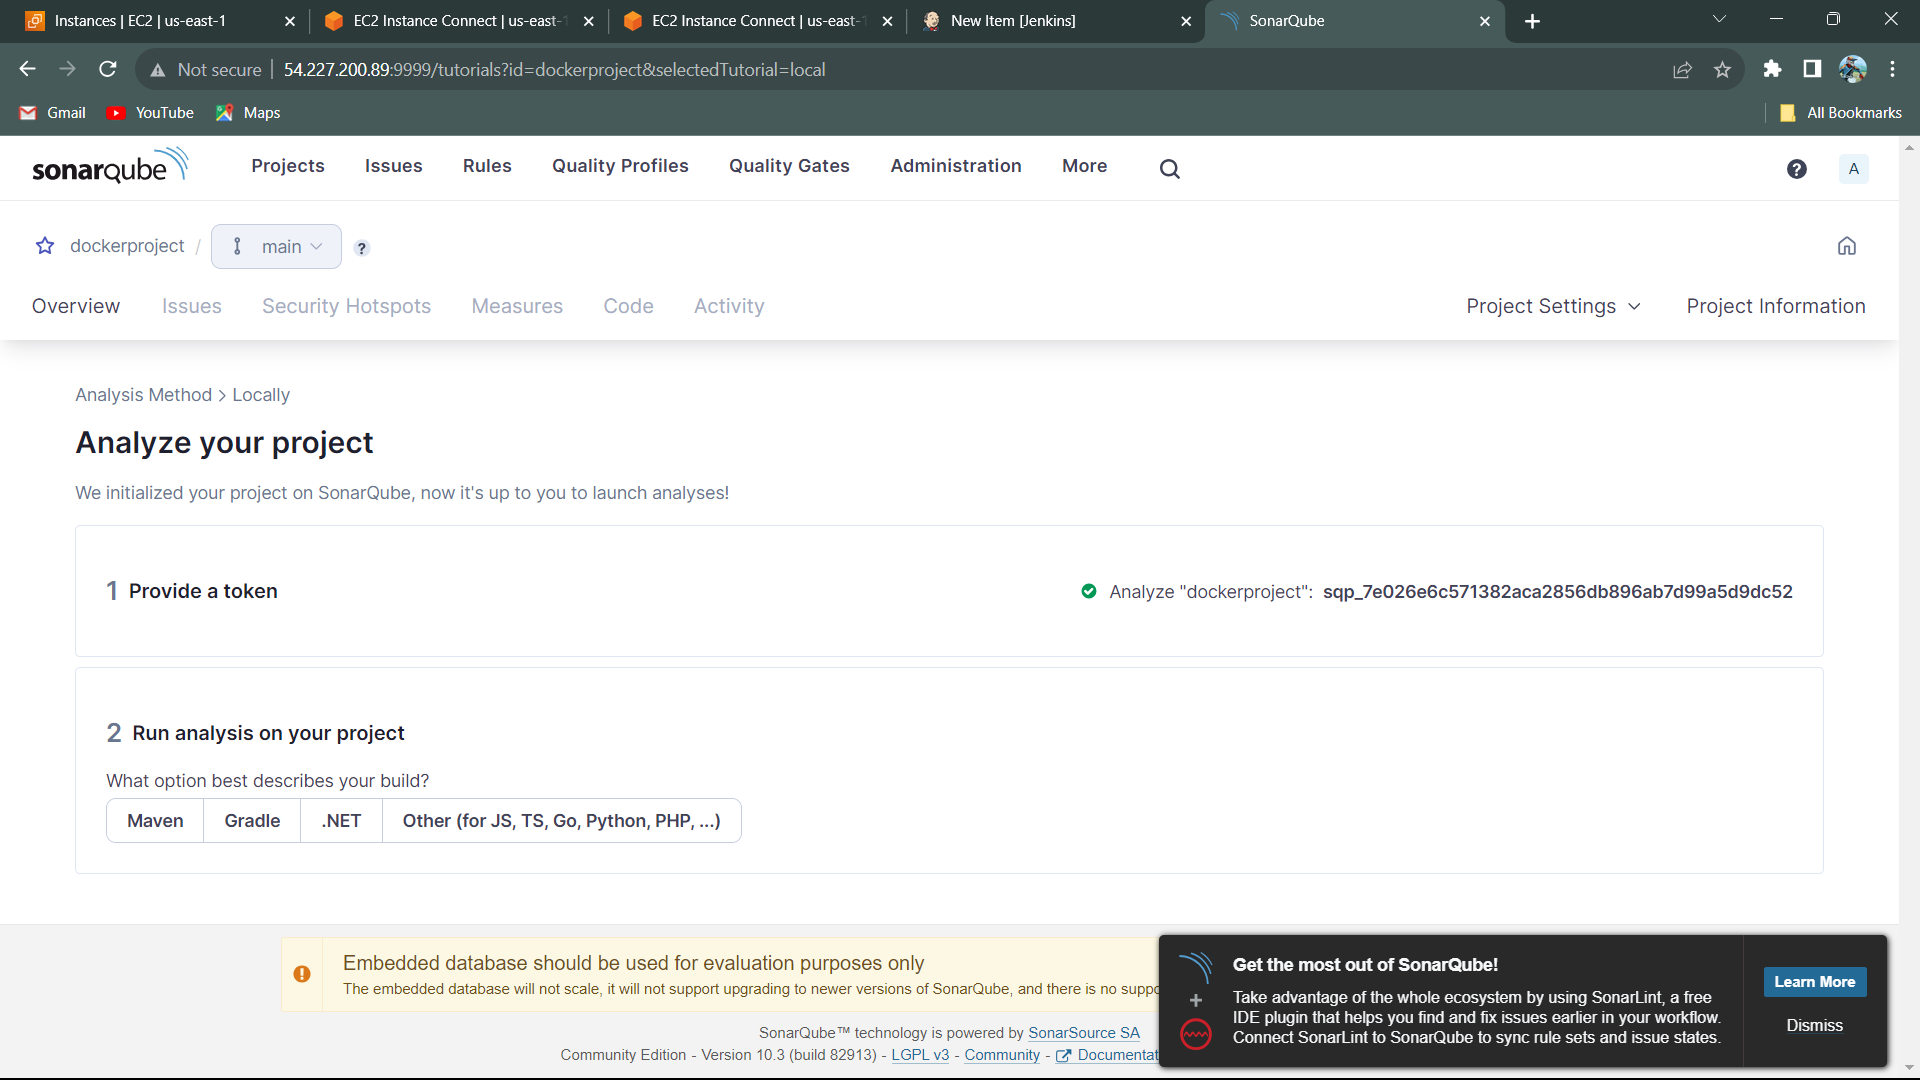 Instances | EC2 | us-east-1
EC2 Instance Connect | us-east-1
EC2 Instance Connect | us-east-1
New Item [Jenkins]
SonarQube
Not secure
54.227.200.89:9999/tutorials?id=dockerproject&selectedTutorial=local
Gmail
YouTube
Maps
All Bookmarks
sonarqube
Projects
Issues
Rules
Quality Profiles
Quality Gates
Administration
More
?
A
dockerproject /
main
?
Overview
Issues
Security Hotspots
Measures
Code
Activity
Project Settings
Project Information
Analysis Method > Locally
Analyze your project
We initialized your project on SonarQube, now it's up to you to launch analyses!
1 Provide a token
Analyze "dockerproject": sqp_7e026e6c571382aca2856db896ab7d99a5d9dc52
2 Run analysis on your project
What option best describes your build?
Maven
Gradle
.NET
Other (for JS, TS, Go, Python, PHP, ...)
Embedded database should be used for evaluation purposes only
The embedded database will not scale, it will not support upgrading to newer versions of SonarQube, and there is no suppo
SonarQube™ technology is powered by SonarSource SA
Community Edition - Version 10.3 (build 82913) - LGPL v3 - Community - Documentat
Get the most out of SonarQube!
Take advantage of the whole ecosystem by using SonarLint, a free
IDE plugin that helps you find and fix issues earlier in your workflow.
Connect SonarLint to SonarQube to sync rule sets and issue states.
Learn More
Dismiss